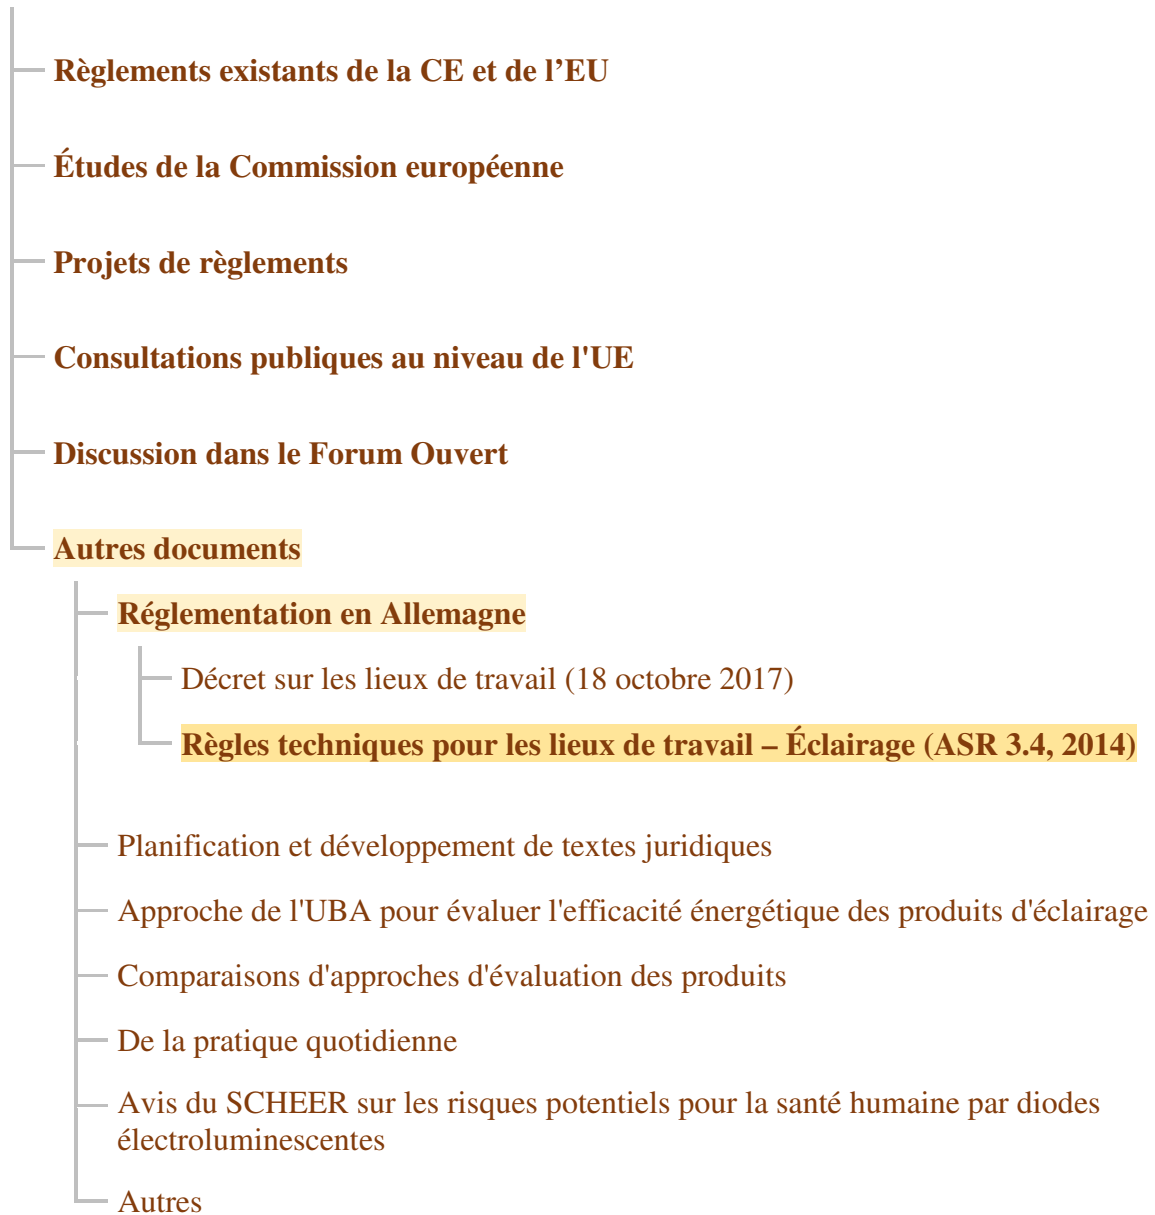 Règlements existants de la CE et de l’EU
Études de la Commission européenne
Projets de règlements
Consultations publiques au niveau de l'UE
Discussion dans le Forum Ouvert
Autres documents
Réglementation en Allemagne
Décret sur les lieux de travail (18 octobre 2017)
Règles techniques pour les lieux de travail – Éclairage (ASR 3.4, 2014)
Planification et développement de textes juridiques
Approche de l'UBA pour évaluer l'efficacité énergétique des produits d'éclairage
Comparaisons d'approches d'évaluation des produits
De la pratique quotidienne
Avis du SCHEER sur les risques potentiels pour la santé humaine par diodes
électroluminescentes
Autres